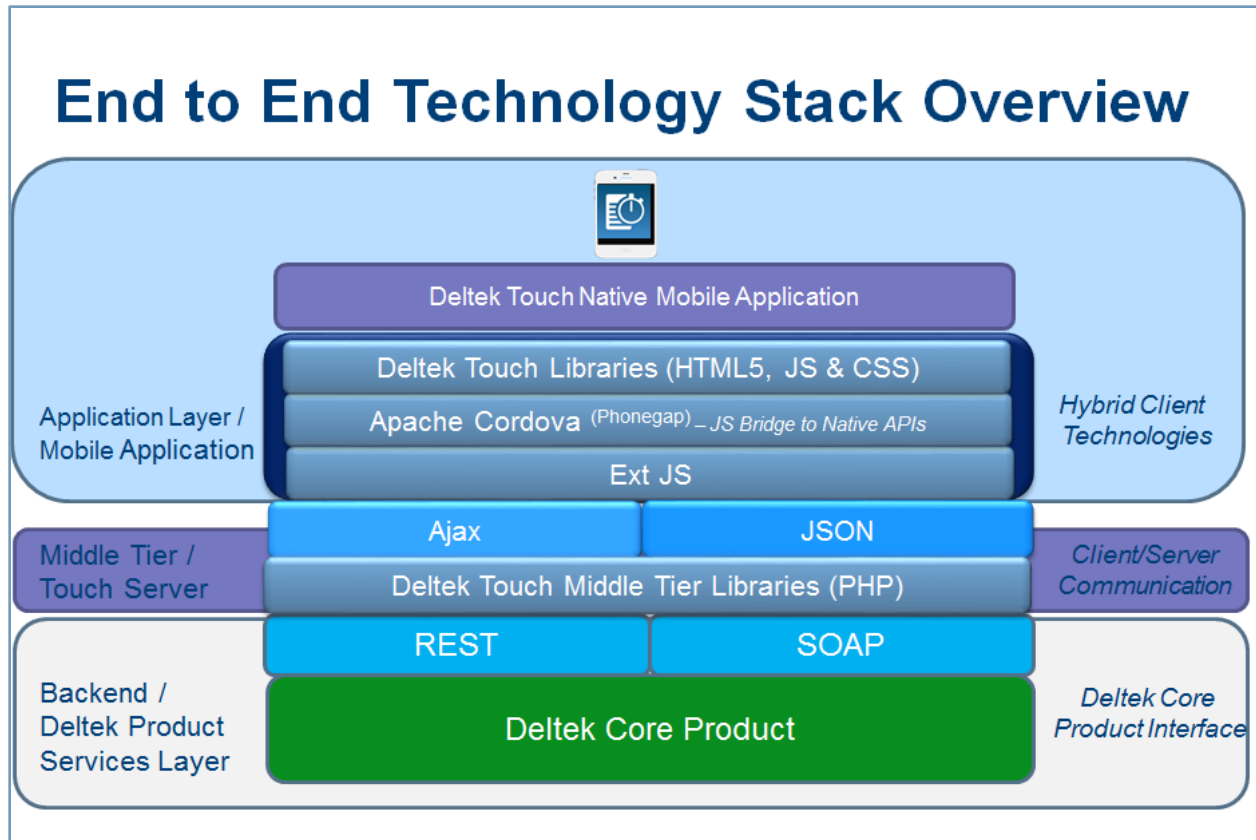 End to End Technology Stack Overview
Deltek Touch Native Mobile Application
Deltek Touch Libraries (HTML5, JS & CSS)
Application Layer /
Mobile Application
Apache Cordova (Phonegap) – JS Bridge to Native APIs
Hybrid Client
Technologies
Ext JS
Ajax
JSON
Middle Tier /
Touch Server
Deltek Touch Middle Tier Libraries (PHP)
Client/Server
Communication
REST
SOAP
Backend /
Deltek Product
Services Layer
Deltek Core Product
Deltek Core
Product Interface